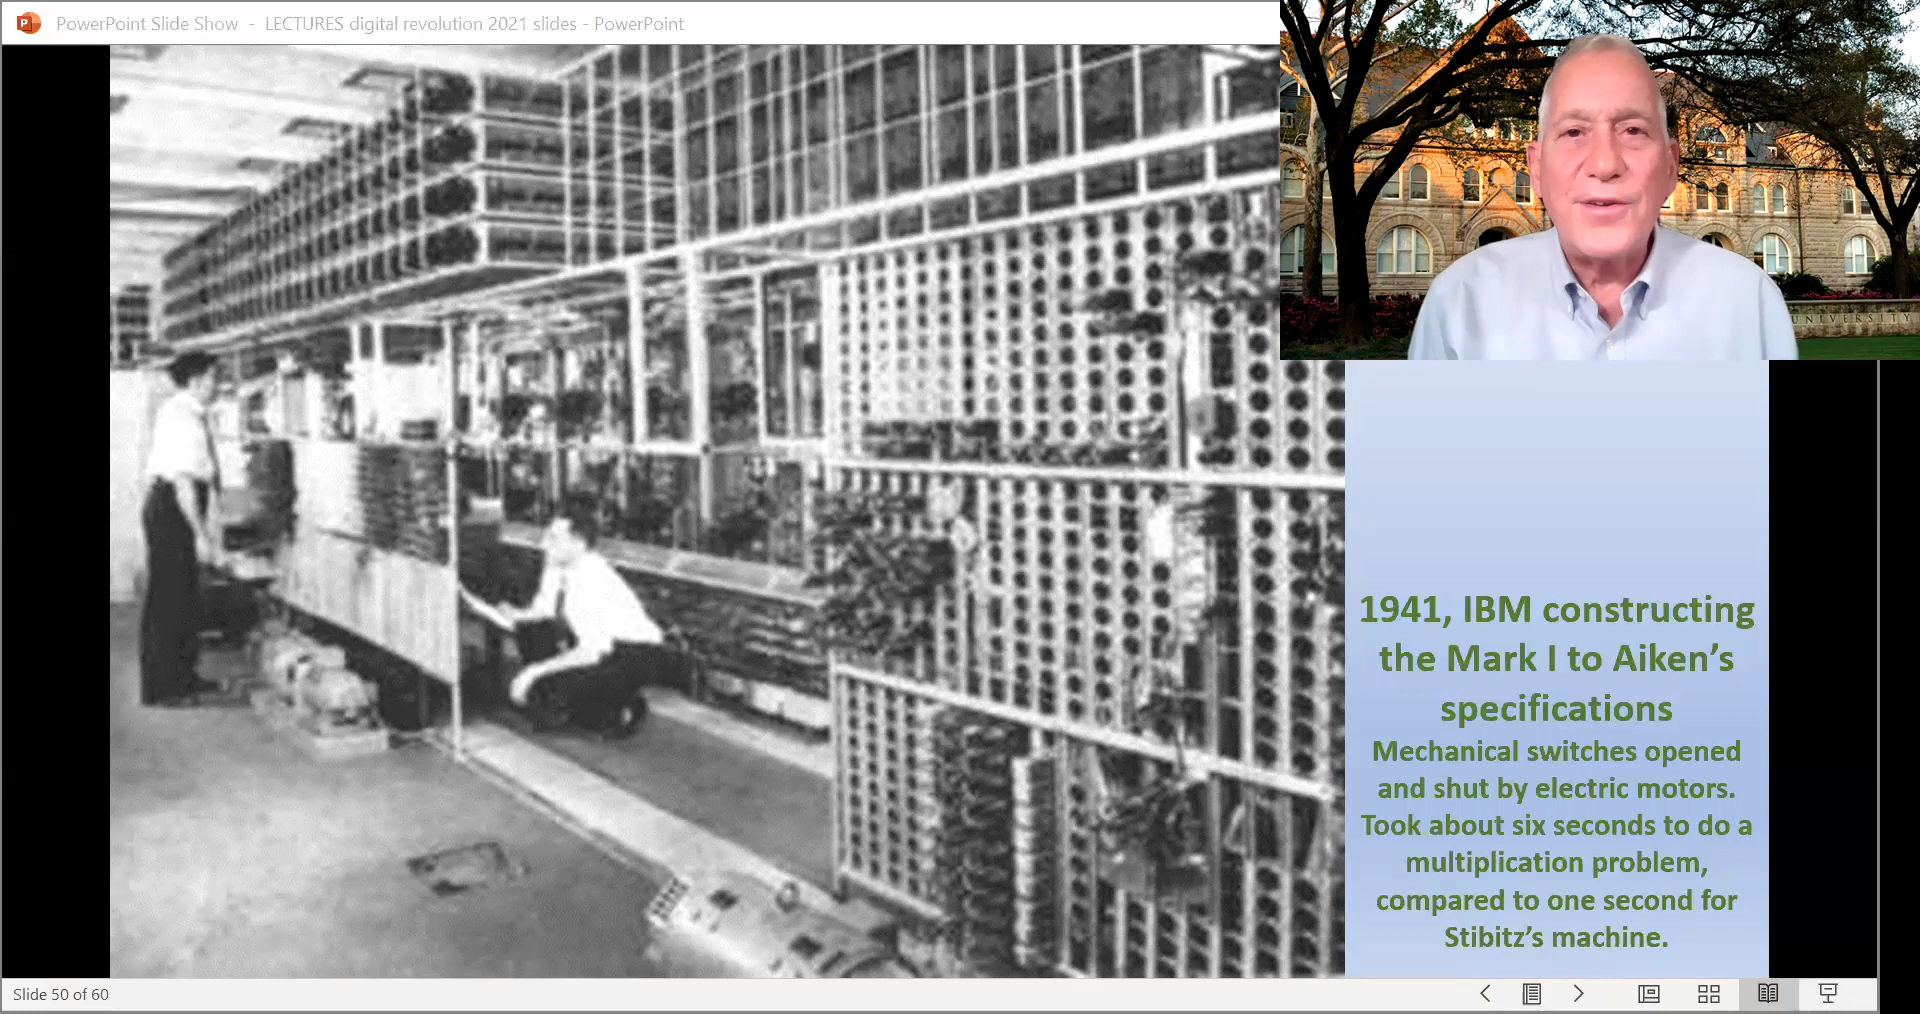 PowerPoint Slide Show - LECTURES digital revolution 2021 slides - PowerPoint
UNIVERSITY
1941, IBM constructing
the Mark I to Aiken's
specifications
Mechanical switches opened
and shut by electric motors.
Took about six seconds to do a
multiplication problem,
compared to one second for
Stibitz's machine.
Slide 50 of 60